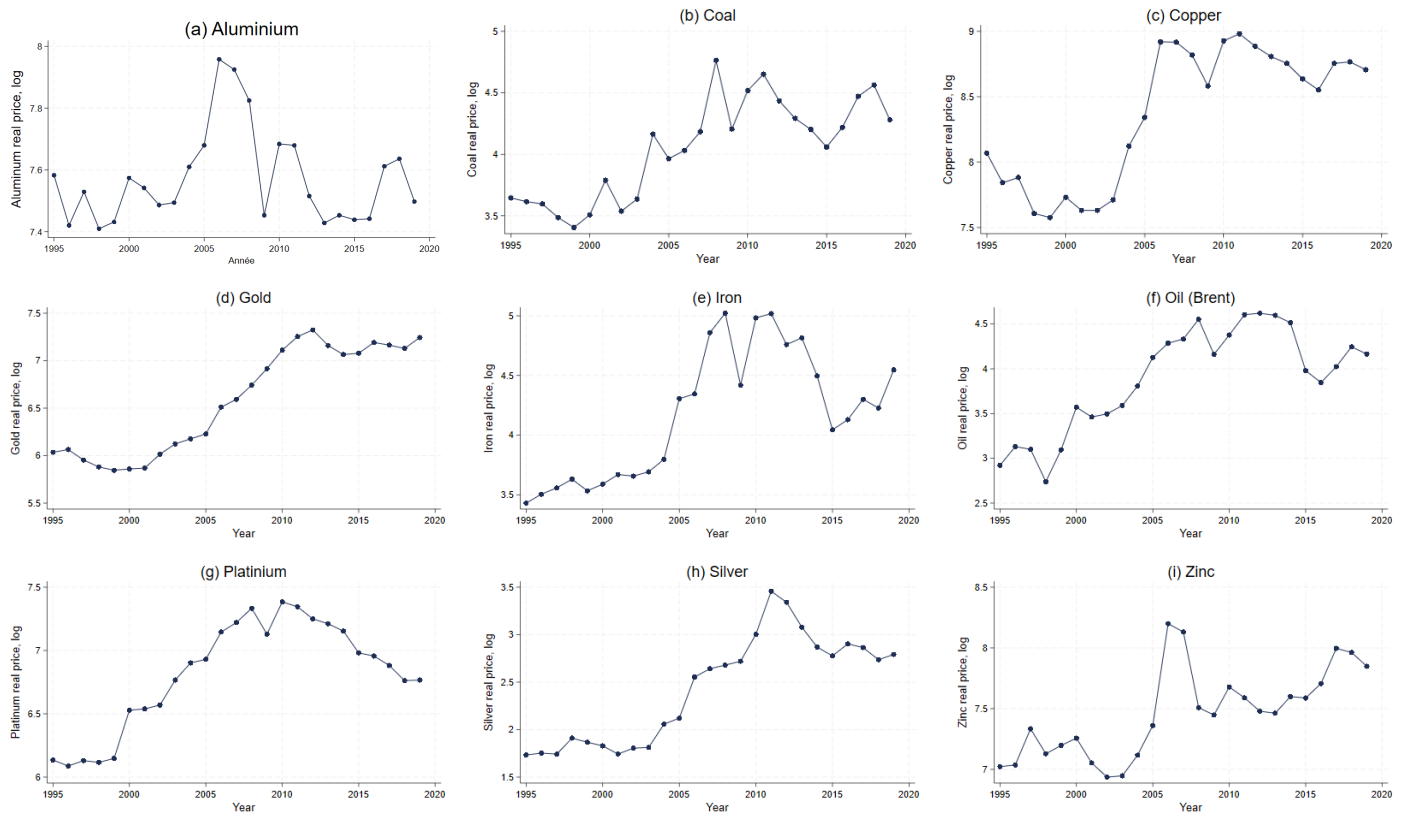 (a) Aluminium
Aluminum real price, log
8
7.8
7.6
7.4
1995 2000 2005 2010 2015 2020
Année
(b) Coal
Coal real price, log
5
4.5
4
3.5
1995 2000 2005 2010 2015 2020
Year
(c) Copper
Copper real price, log
9
8.5
8
7.5
1995 2000 2005 2010 2015 2020
Year
(d) Gold
Gold real price, log
7.5
7
6.5
6
5.5
1995 2000 2005 2010 2015 2020
Year
(e) Iron
Iron real price, log
5
4.5
4
3.5
1995 2000 2005 2010 2015 2020
Year
(f) Oil (Brent)
Oil real price, log
4.5
4
3.5
3
2.5
1995 2000 2005 2010 2015 2020
Year
(g) Platinium
Platinum real price, log
7.5
7
6.5
6
1995 2000 2005 2010 2015 2020
Year
(h) Silver
Silver real price, log
3.5
3
2.5
2
1.5
1995 2000 2005 2010 2015 2020
Year
(i) Zinc
Zinc real price, log
8.5
8
7.5
7
1995 2000 2005 2010 2015 2020
Year